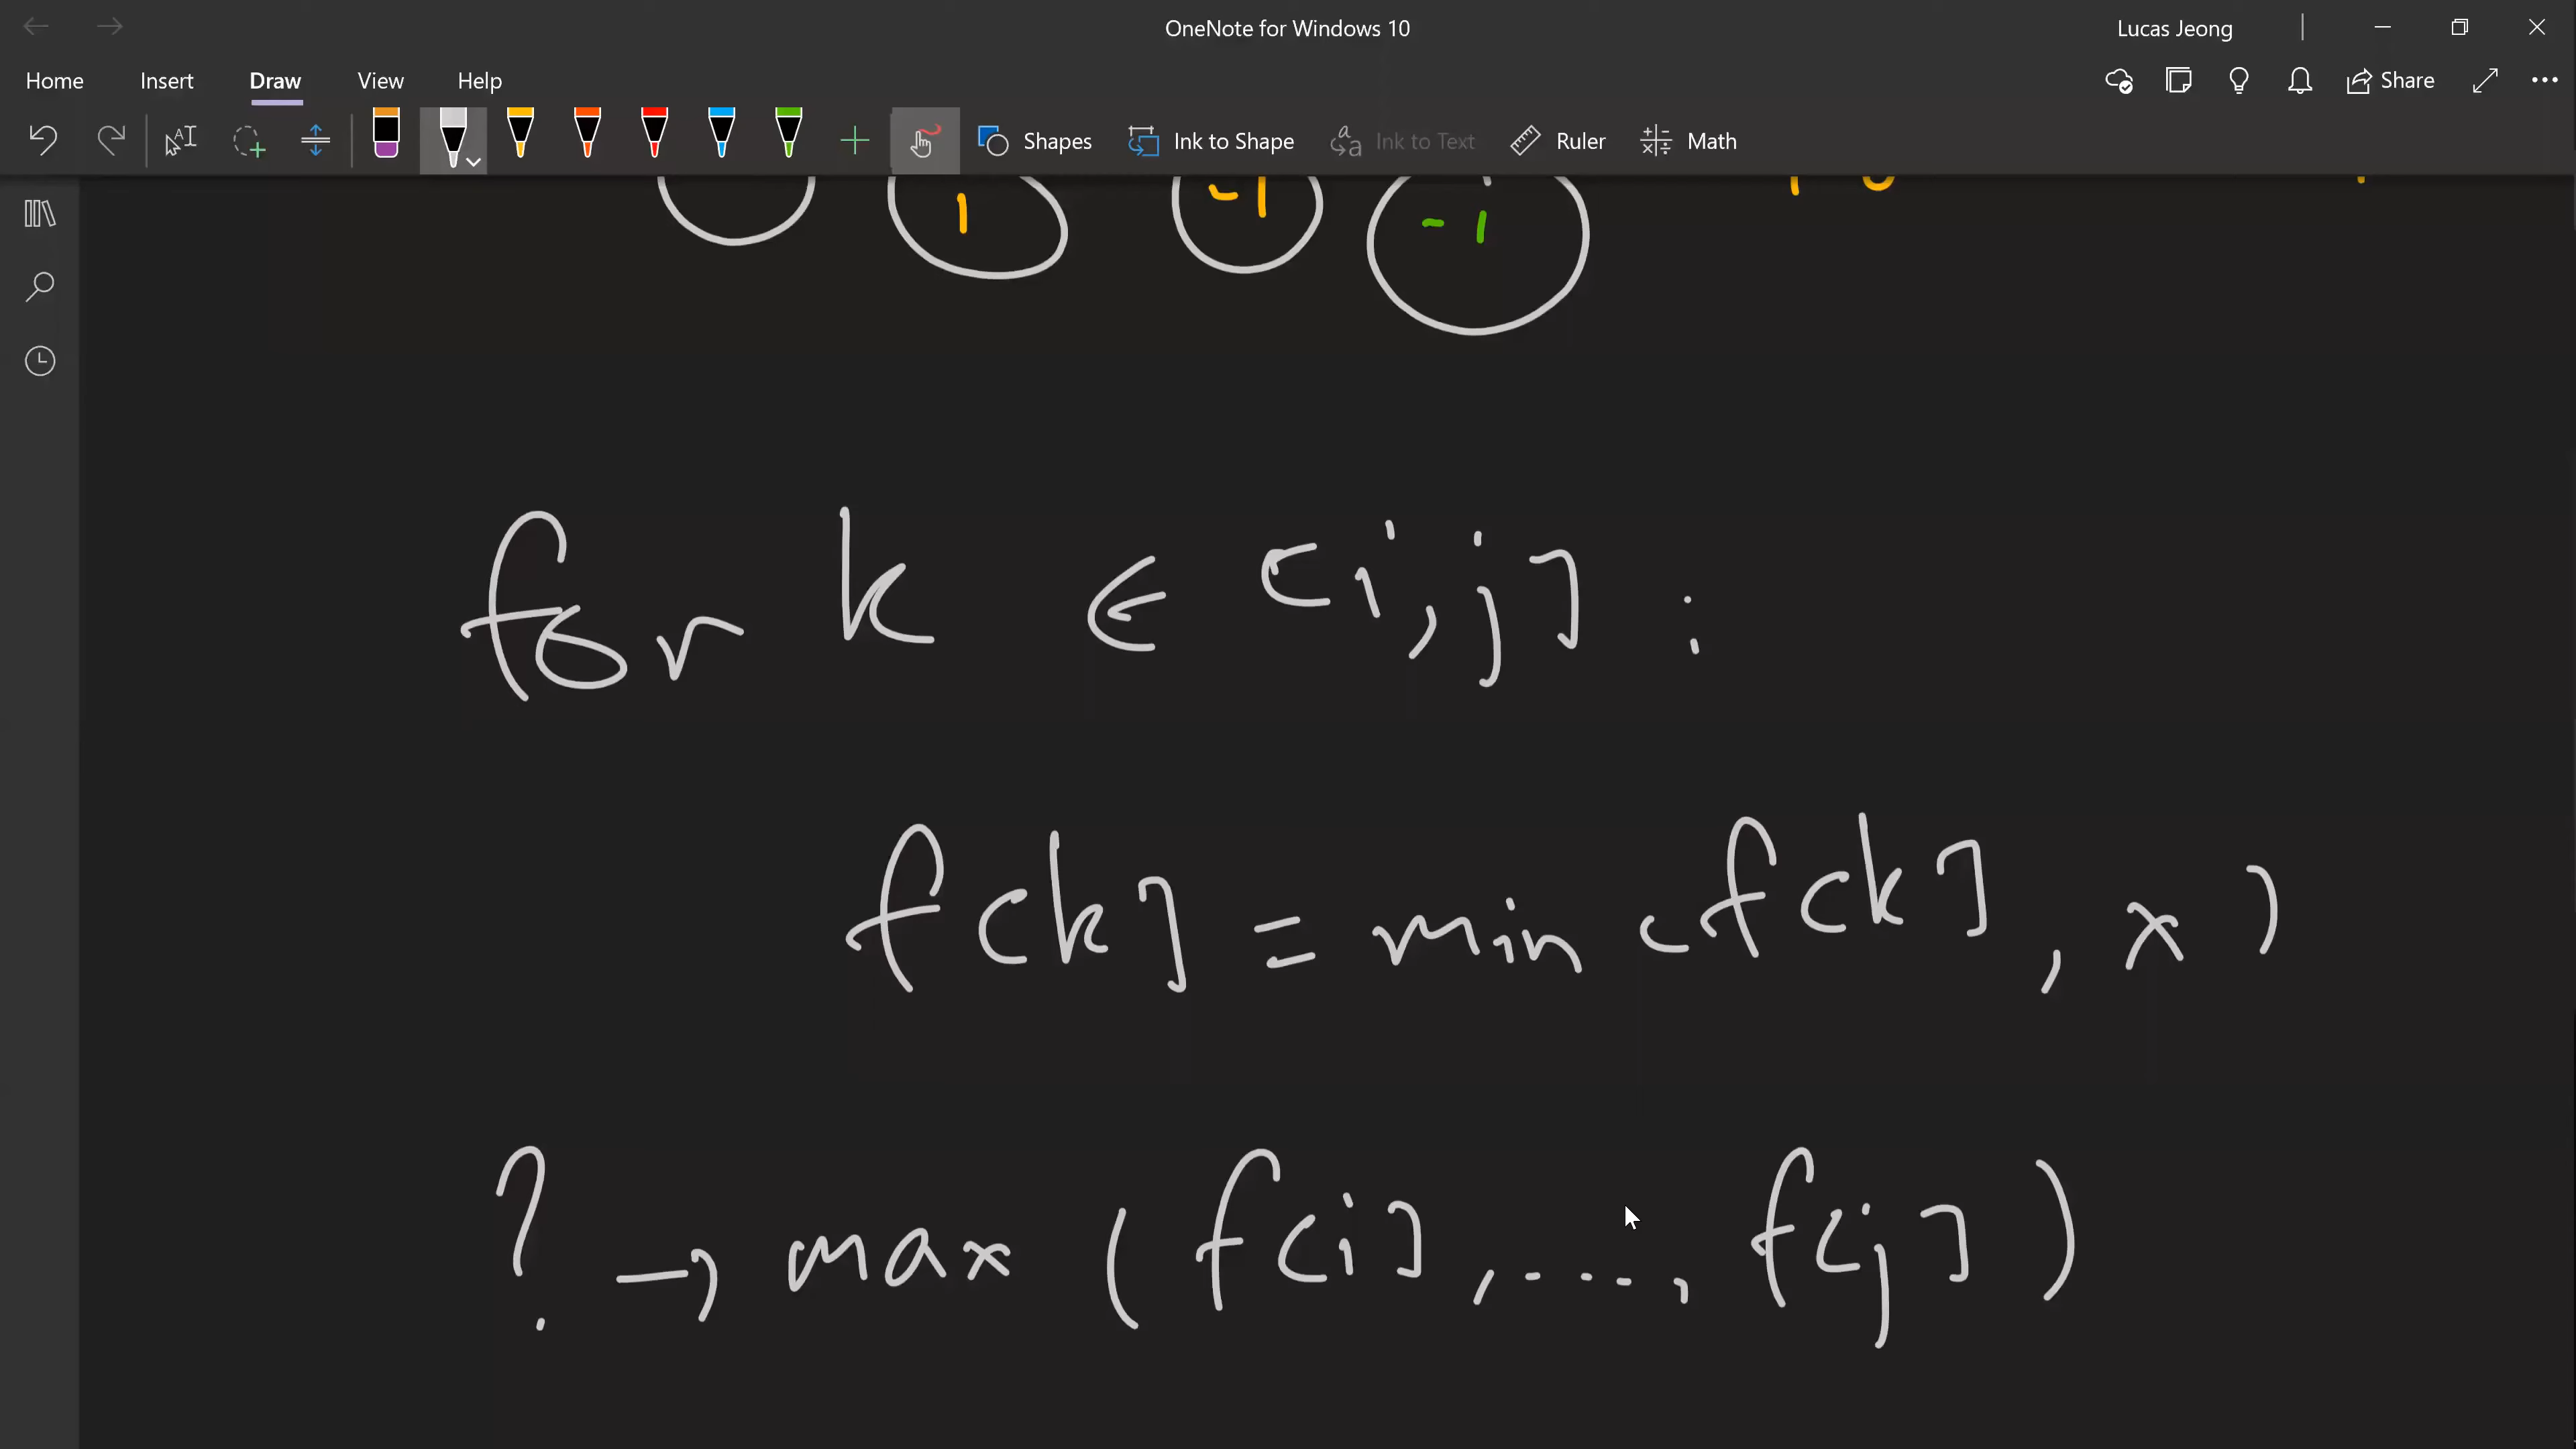 OneNote for Windows 10
Lucas Jeong
Home Insert Draw View Help
Share
Shapes Ink to Shape Ink to Text Ruler Math
1 -1 -1
for k ∈ [i, j] :
f[k] = min (f[k], x)
? → max (f[i], ..., f[j])